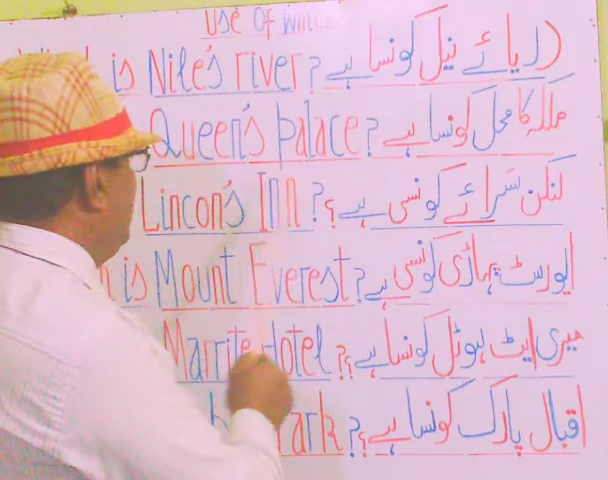 Use Of
is Nile's river? دریائے نیل کونسا ہے
Queen's palace? ملکہ کا محل کونسا ہے
Lincon's Inn? لنکن سرائے کونسی ہے؟
is Mount Everest? ایورسٹ پہاڑی کونسی ہے
Marrite Hotel? میری ایٹ ہوٹل کونسا ہے؟
Park? اقبال پارک کونسا ہے؟